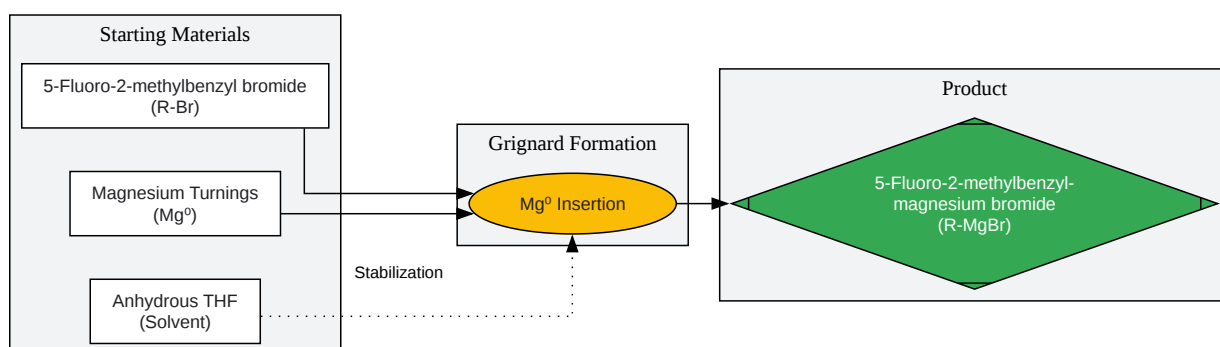 Starting Materials
5-Fluoro-2-methylbenzyl bromide
(R-Br)
Magnesium Turnings
(Mg⁰)
Anhydrous THF
(Solvent)
Stabilization
Grignard Formation
Mg⁰ Insertion
Product
5-Fluoro-2-methylbenzyl-
magnesium bromide
(R-MgBr)